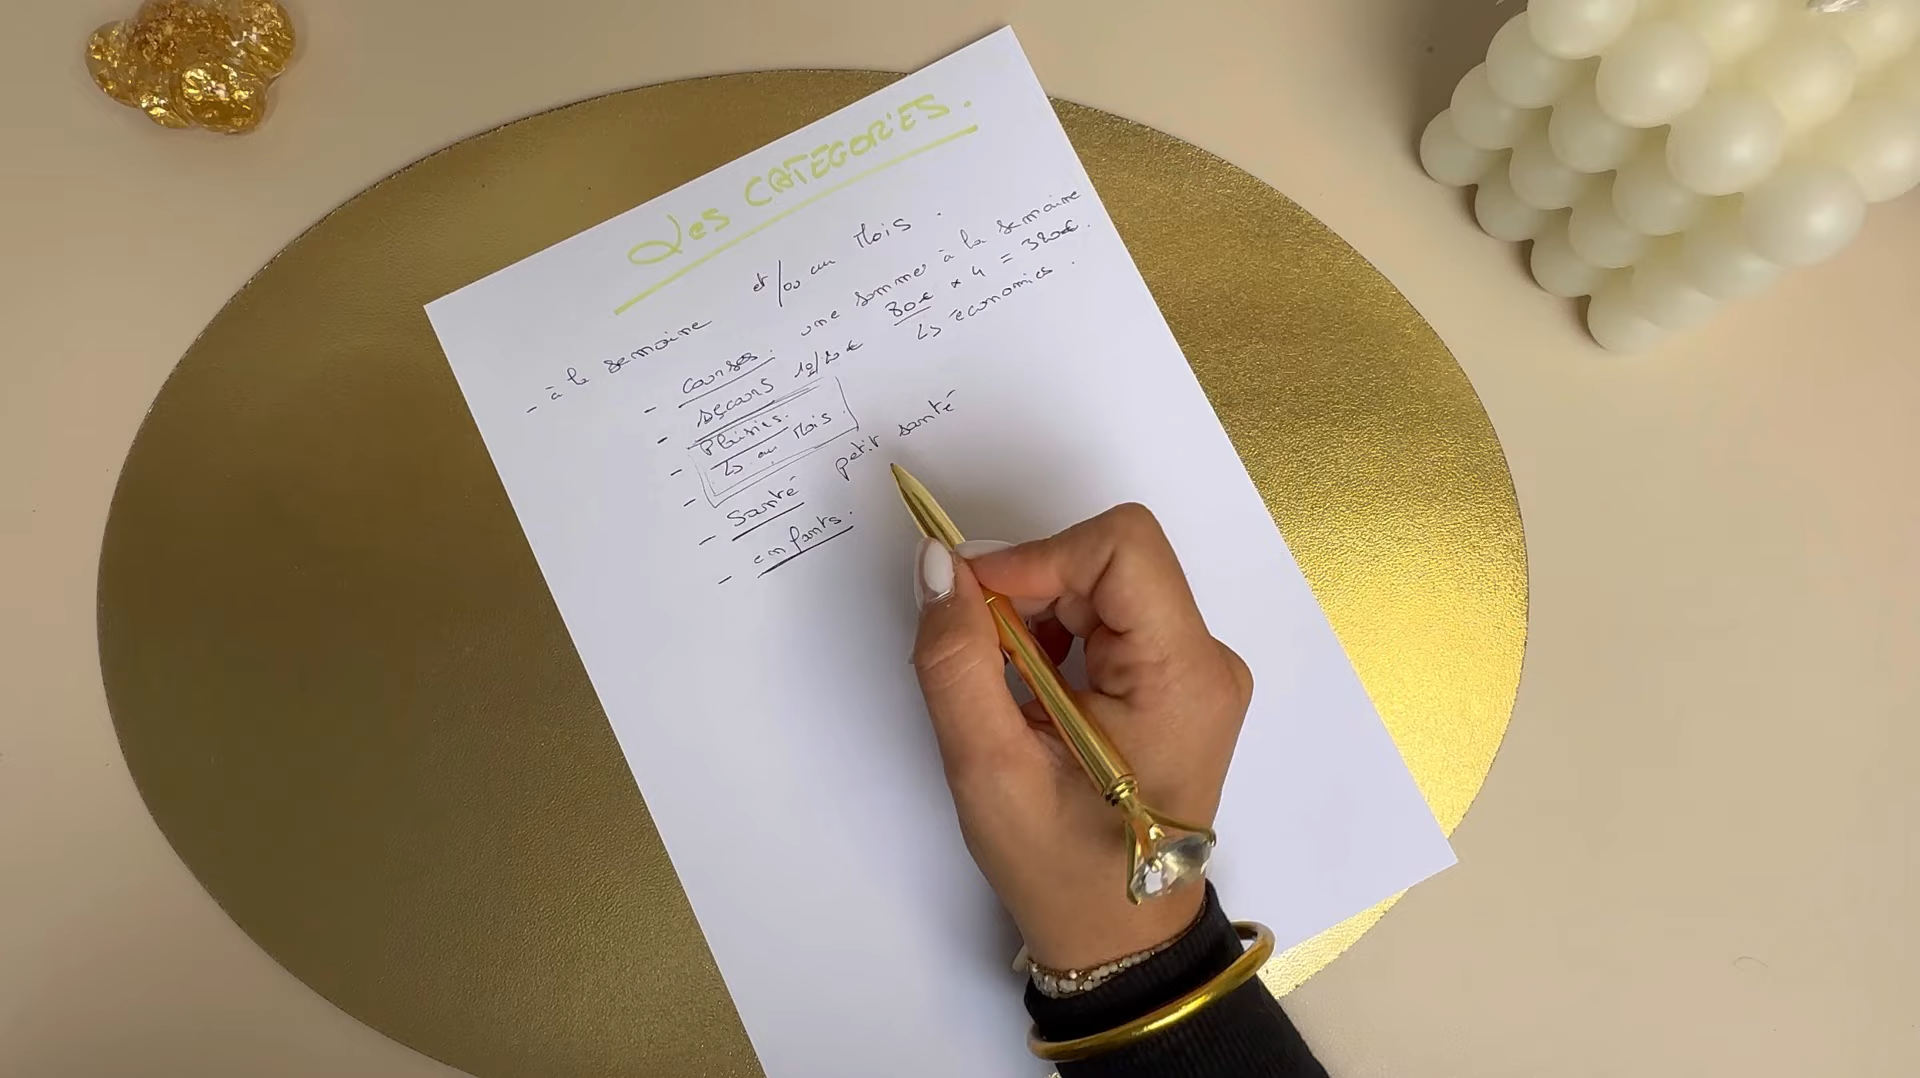 Les CATEGORIES.
- à la semaine et/ou au Mois.
- courses. une somme à la semaine
80€ × 4 = 320€.
↳ économies.
- secours 10/20€
- Plaisirs.
- ↳ au Mois.
- santé petit santé
- enfants.